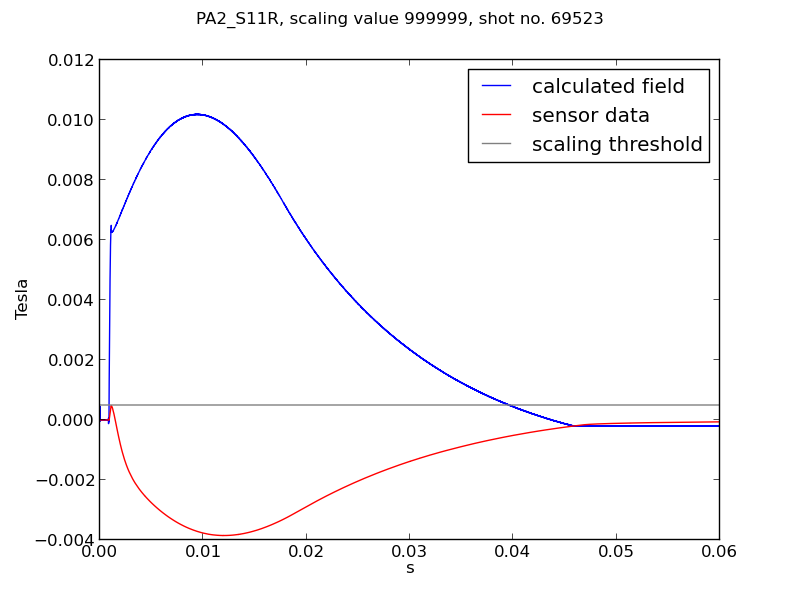 PA2_S11R, scaling value 999999, shot no. 69523
0.012
0.010
0.008
0.006
0.004
0.002
0.000
−0.002
−0.004
Tesla
calculated field
sensor data
scaling threshold
0.00 0.01 0.02 0.03 0.04 0.05 0.06
s